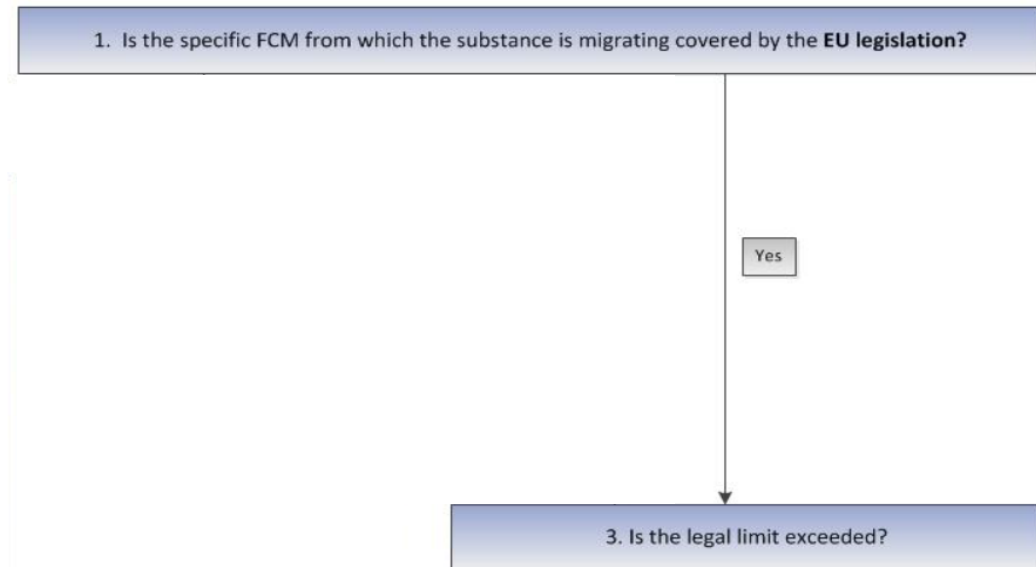 1. Is the specific FCM from which the substance is migrating covered by the EU legislation?
Yes
3. Is the legal limit exceeded?